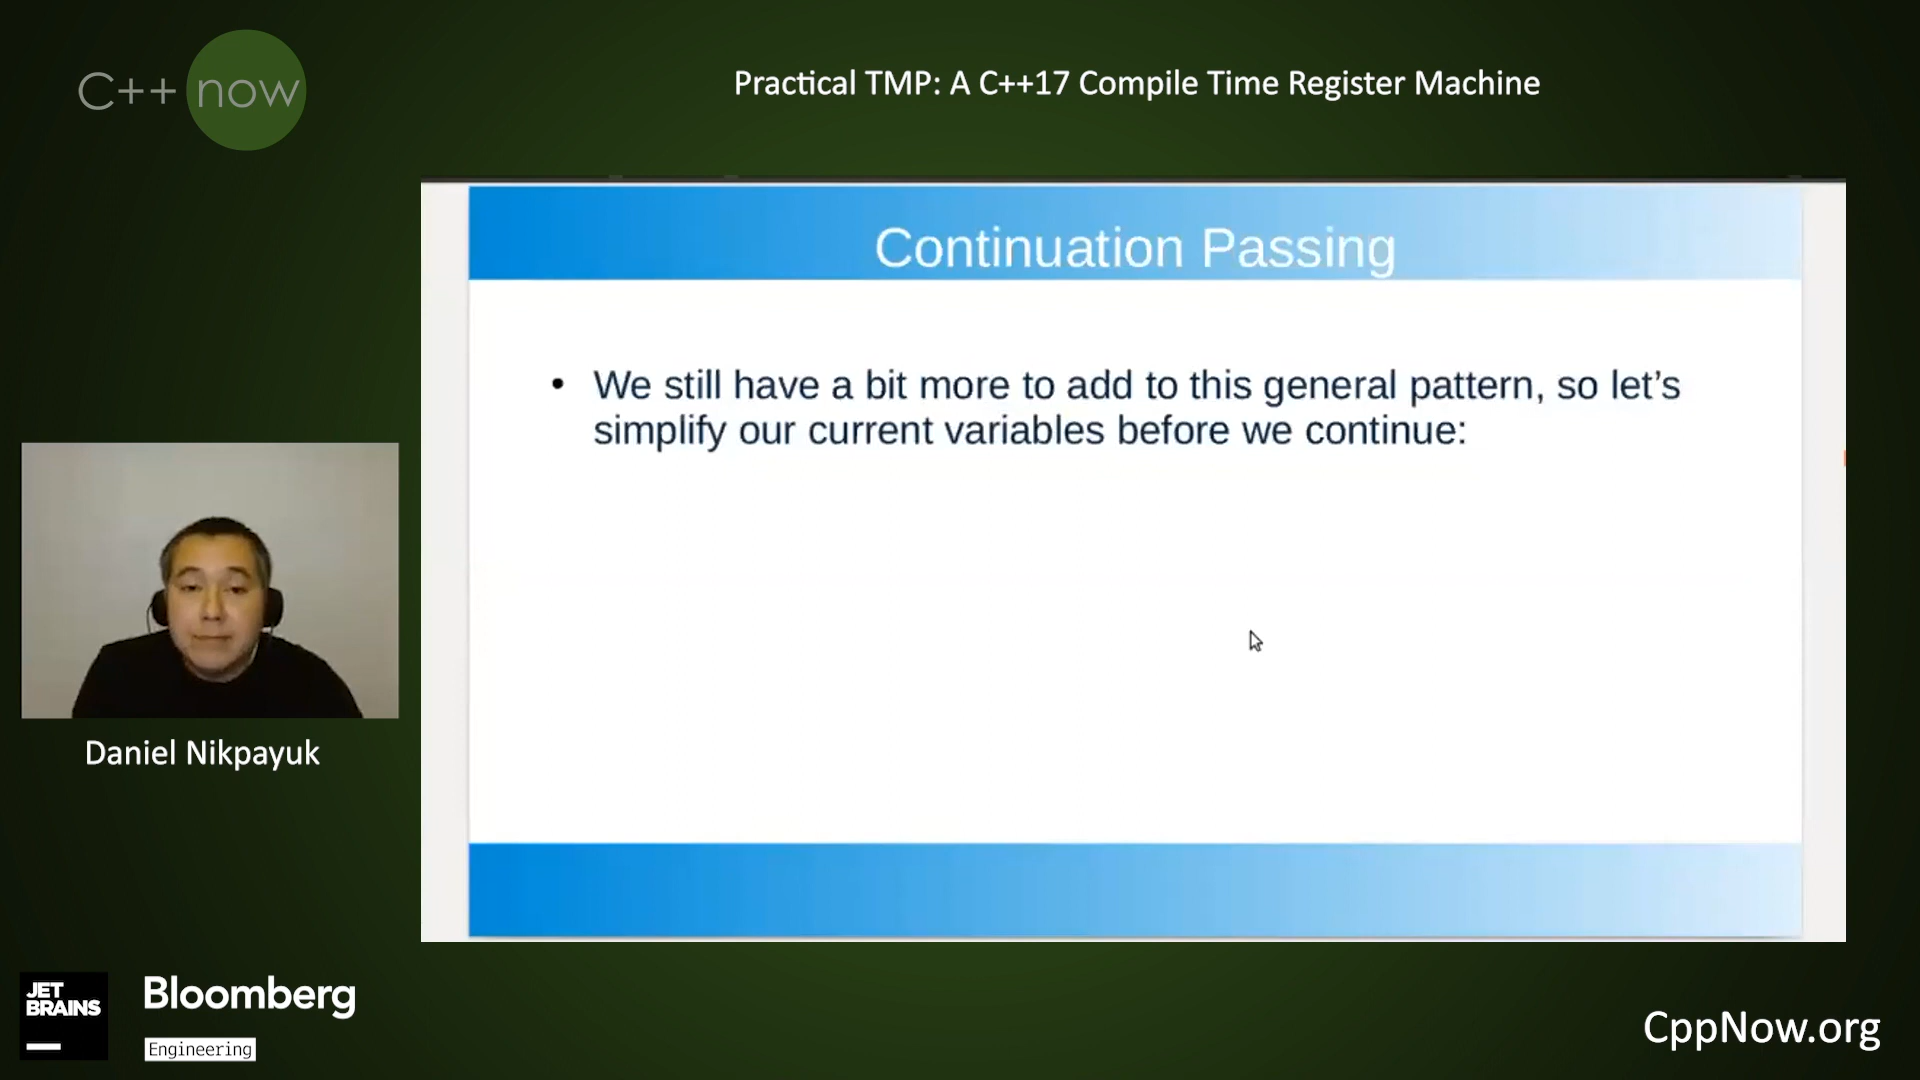 C++ now
Practical TMP: A C++17 Compile Time Register Machine
Continuation Passing
• We still have a bit more to add to this general pattern, so let’s
simplify our current variables before we continue:
Daniel Nikpayuk
JET
BRAINS
Bloomberg
Engineering
CppNow.org